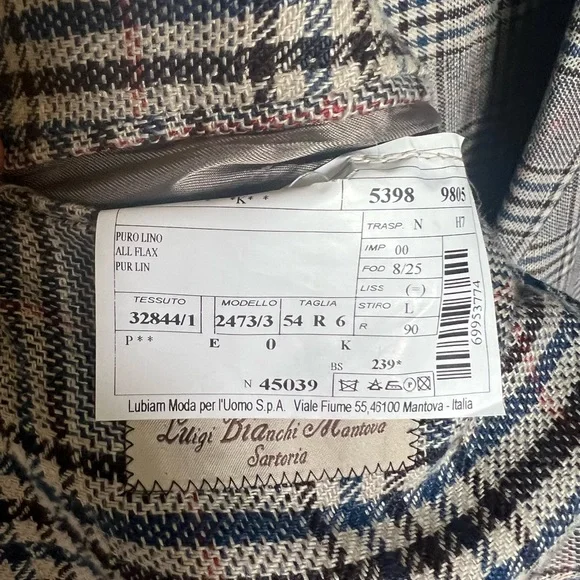 *K* *
5398 9805
TRASP. N H7
PURO LINO
ALL FLAX
PUR LIN
IMP 00
FOD 8/25
LISS (=)
TESSUTO MODELLO TAGLIA
32844/1 2473/3 54 R 6
STIRO L
R 90
P** E 0 K
BS 239*
N 45039
69953774
Lubiam Moda per l'Uomo S.p.A. Viale Fiume 55,46100 Mantova - Italia
Luigi Bianchi Mantova
Sartoria